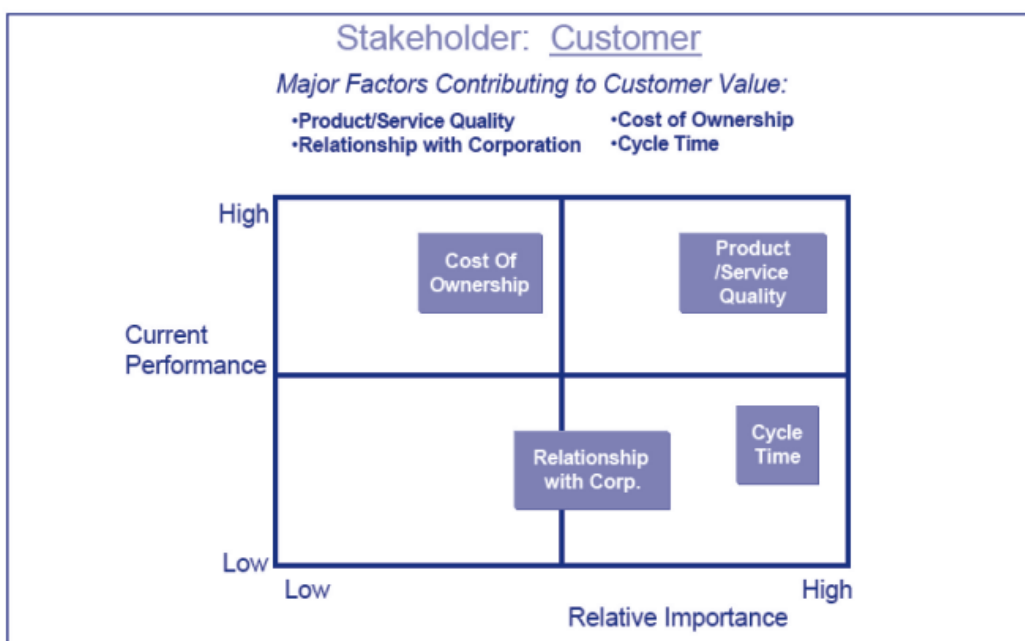 Stakeholder: Customer
Major Factors Contributing to Customer Value:
•Product/Service Quality
•Cost of Ownership
•Relationship with Corporation
•Cycle Time
High
Cost Of
Ownership
Product
/Service
Quality
Current
Performance
Relationship
with Corp.
Cycle
Time
Low
Low
High
Relative Importance